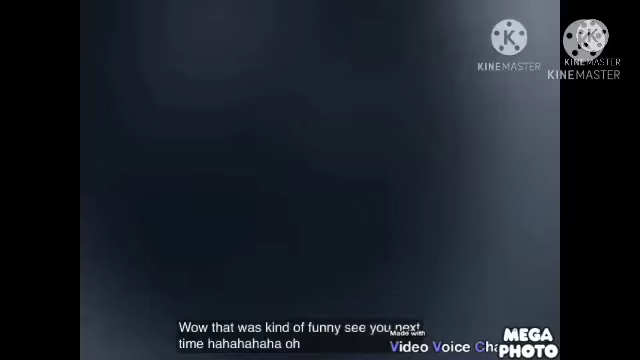 KINEMASTER
KINEMASTER
KINEMASTER
Wow that was kind of funny see you next
time hahahahaha oh
Made with
Video Voice Cha
MEGA
PHOTO